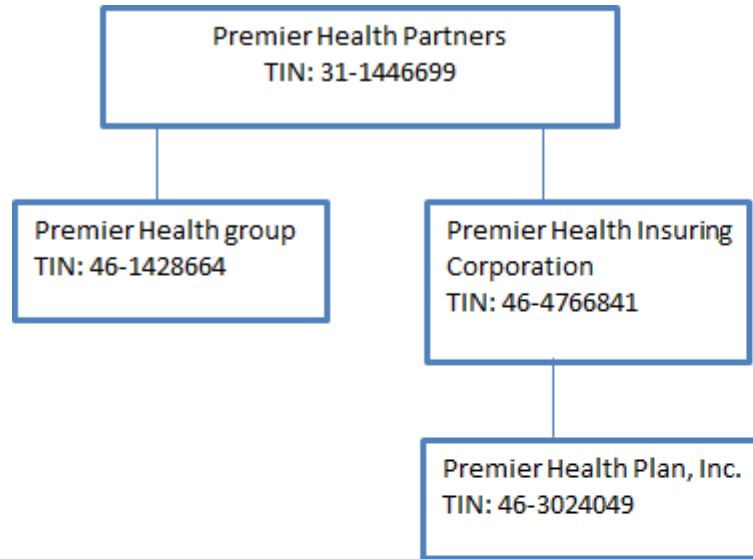 Premier Health Partners
TIN: 31-1446699
Premier Health group
TIN: 46-1428664
Premier Health Insuring
Corporation
TIN: 46-4766841
Premier Health Plan, Inc.
TIN: 46-3024049